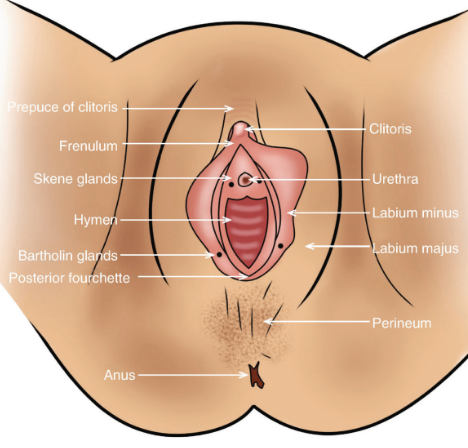 Prepuce of clitoris
Clitoris
Frenulum
Skene glands
Urethra
Hymen
Labium minus
Labium majus
Bartholin glands
Posterior fourchette
Perineum
Anus